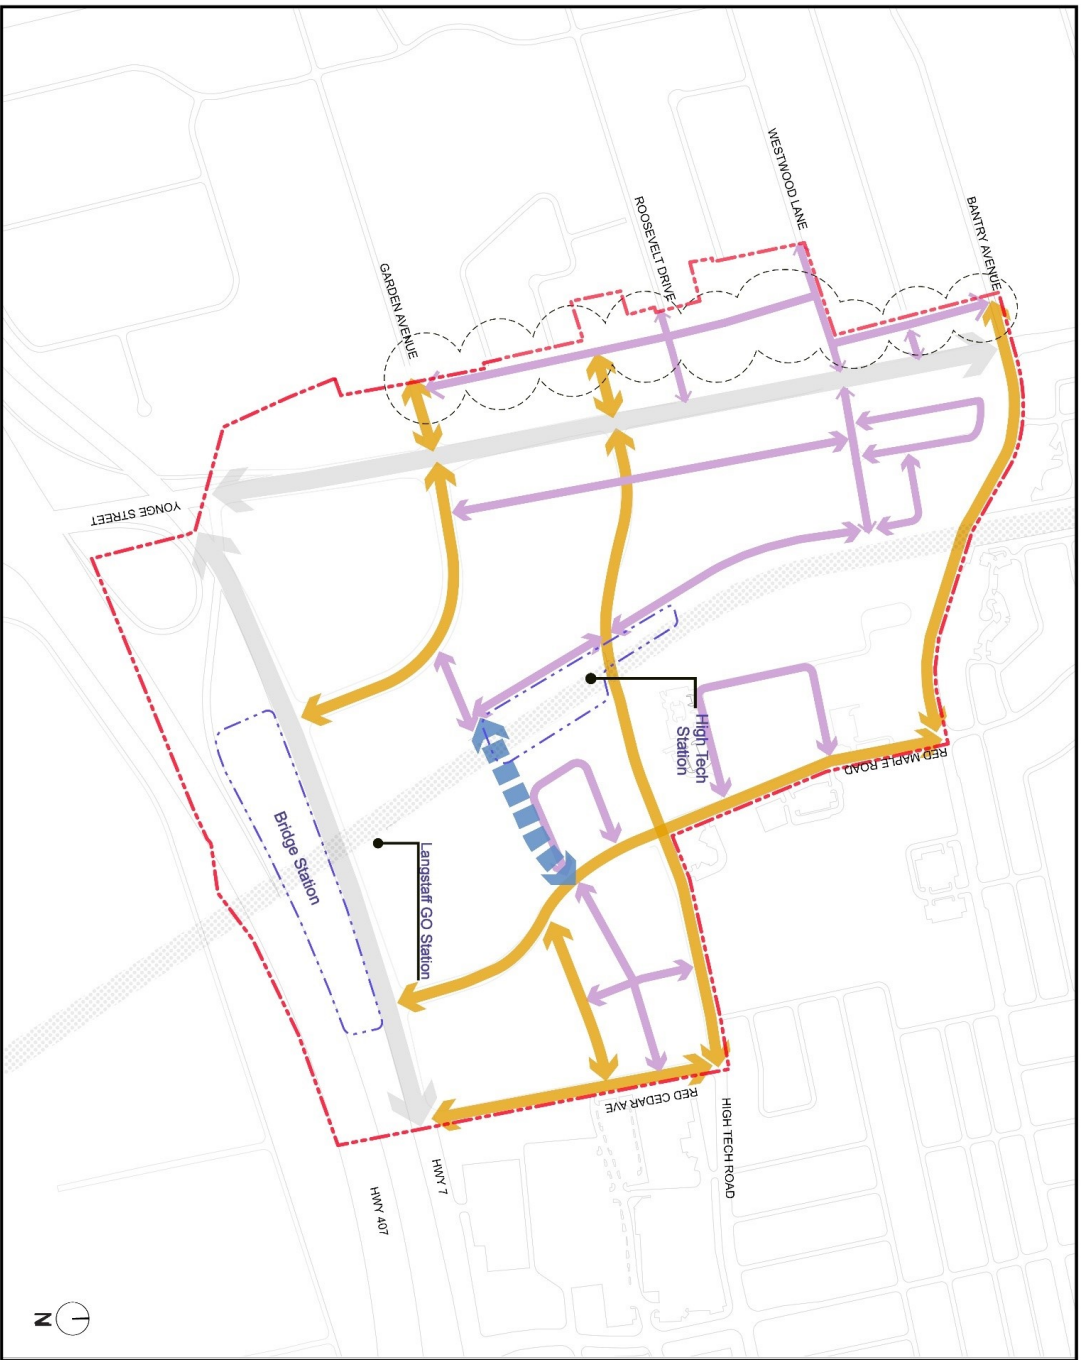 WESTWOOD LANE
BANTRY AVENUE
ROOSEVELT DRIVE
GARDEN AVENUE
YONGE STREET
High Tech
Station
RED MAPLE ROAD
Bridge Station
Langstaff GO Station
RED CEDAR AVE
HIGH TECH ROAD
HWY 7
HWY 407
N